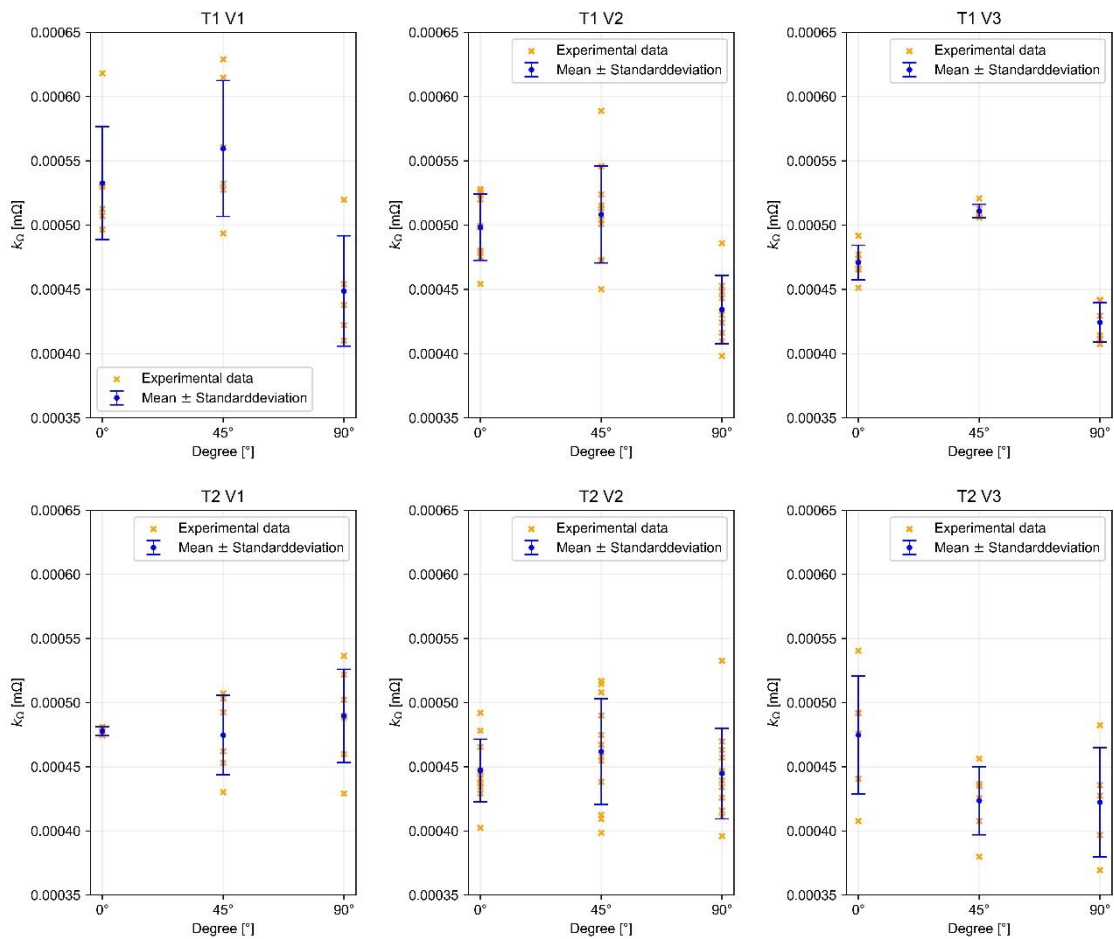 T1 V1
0.00065
0.00060
0.00055
0.00050
0.00045
0.00040
0.00035
kΩ [mΩ]
Experimental data
Mean ± Standarddeviation
0° 45° 90°
Degree [°]
T1 V2
0.00065
0.00060
0.00055
0.00050
0.00045
0.00040
0.00035
kΩ [mΩ]
Experimental data
Mean ± Standarddeviation
0° 45° 90°
Degree [°]
T1 V3
0.00065
0.00060
0.00055
0.00050
0.00045
0.00040
0.00035
kΩ [mΩ]
Experimental data
Mean ± Standarddeviation
0° 45° 90°
Degree [°]
T2 V1
0.00065
0.00060
0.00055
0.00050
0.00045
0.00040
0.00035
kΩ [mΩ]
Experimental data
Mean ± Standarddeviation
0° 45° 90°
Degree [°]
T2 V2
0.00065
0.00060
0.00055
0.00050
0.00045
0.00040
0.00035
kΩ [mΩ]
Experimental data
Mean ± Standarddeviation
0° 45° 90°
Degree [°]
T2 V3
0.00065
0.00060
0.00055
0.00050
0.00045
0.00040
0.00035
kΩ [mΩ]
Experimental data
Mean ± Standarddeviation
0° 45° 90°
Degree [°]